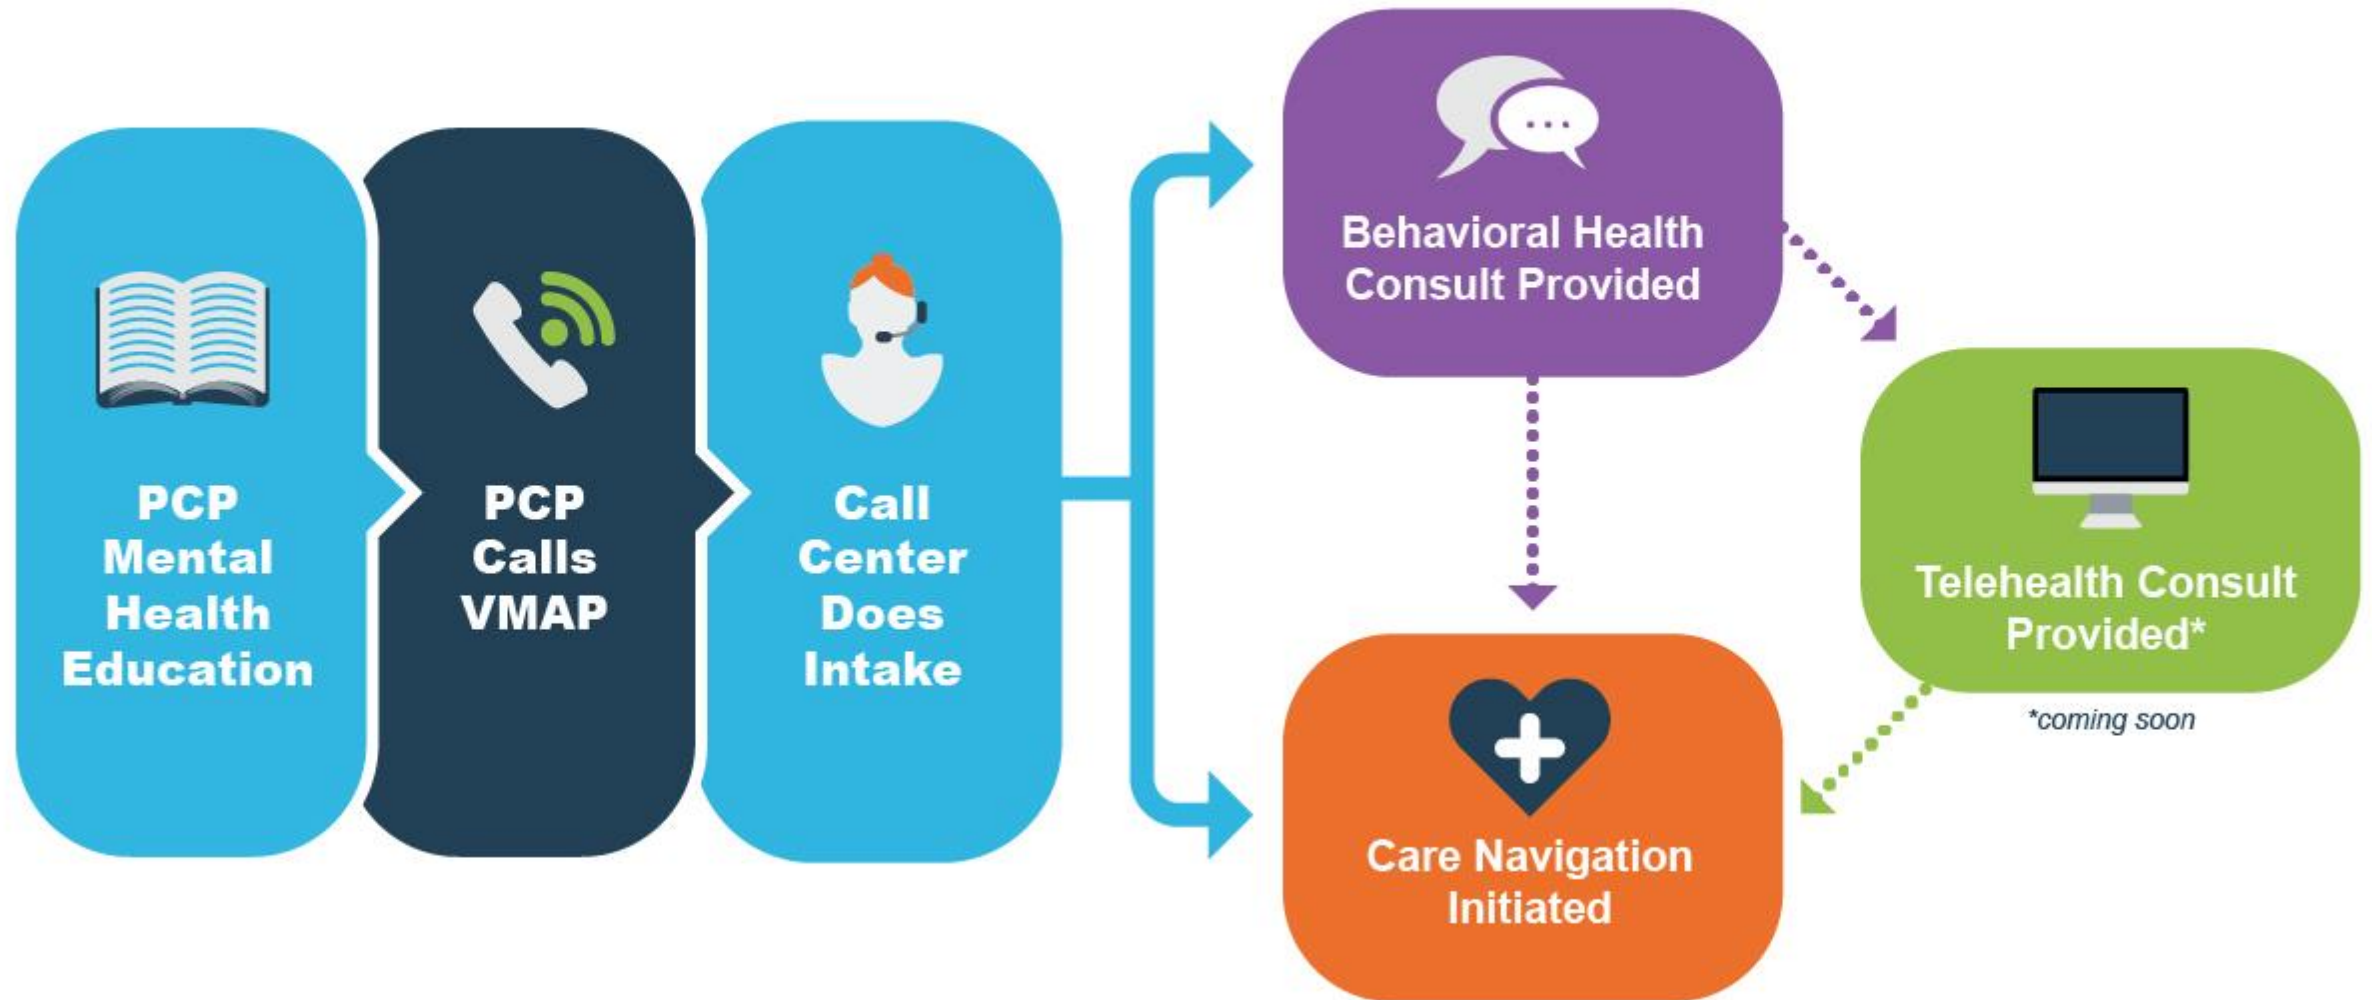 PCP
Mental
Health
Education
PCP
Calls
VMAP
Call
Center
Does
Intake
Behavioral Health
Consult Provided
Telehealth Consult
Provided*
*coming soon
Care Navigation
Initiated